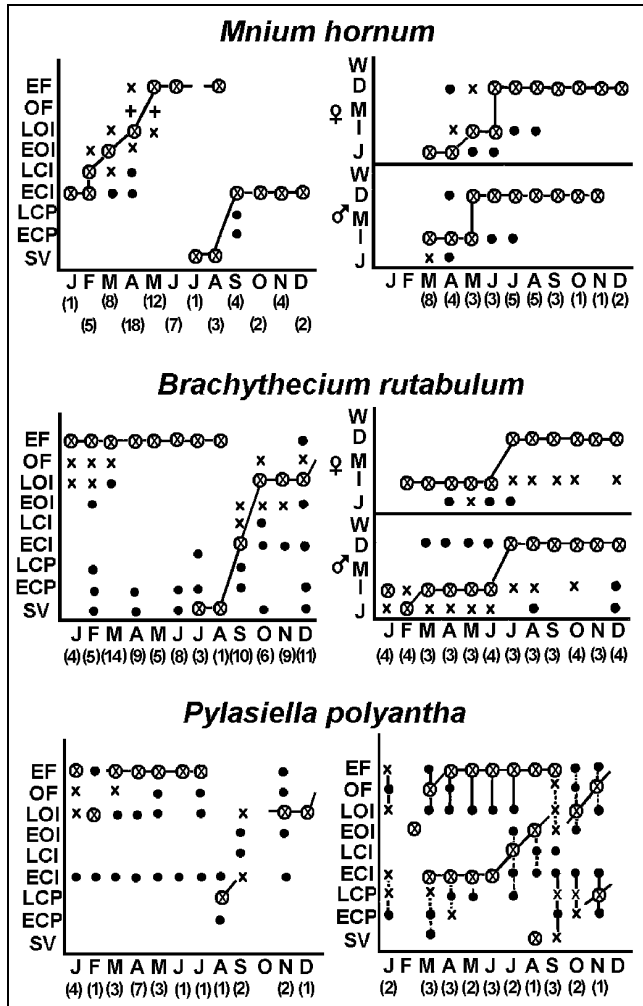 Mnium hornum
EF
OF
LOI
EOI
LCI
ECI
LCP
ECP
SV
J F M A M J J A S O N D
(1) (8) (12) (1) (4) (4)
(5) (18) (7) (3) (2) (2)
W
D
♀ M
I
J
W
D
♂ M
I
J
J F M A M J J A S O N D
(8) (4) (3) (3) (5) (5) (3) (1) (1) (2)
Brachythecium rutabulum
EF
OF
LOI
EOI
LCI
ECI
LCP
ECP
SV
J F M A M J J A S O N D
(4) (5) (14) (9) (5) (8) (3) (1) (10) (6) (9) (11)
W
D
♀ M
I
J
W
D
♂ M
I
J
J F M A M J J A S O N D
(4) (4) (3) (3) (3) (3) (3) (3) (3) (4) (3) (4)
Pylasiella polyantha
EF
OF
LOI
EOI
LCI
ECI
LCP
ECP
J F M A M J J A S O N D
(4) (1) (3) (7) (3) (1) (1) (1) (2) (2) (1)
EF
OF
LOI
EOI
LCI
ECI
LCP
ECP
SV
J F M A M J J A S O N D
(2) (3) (3) (2) (2) (2) (1) (3) (2) (1)